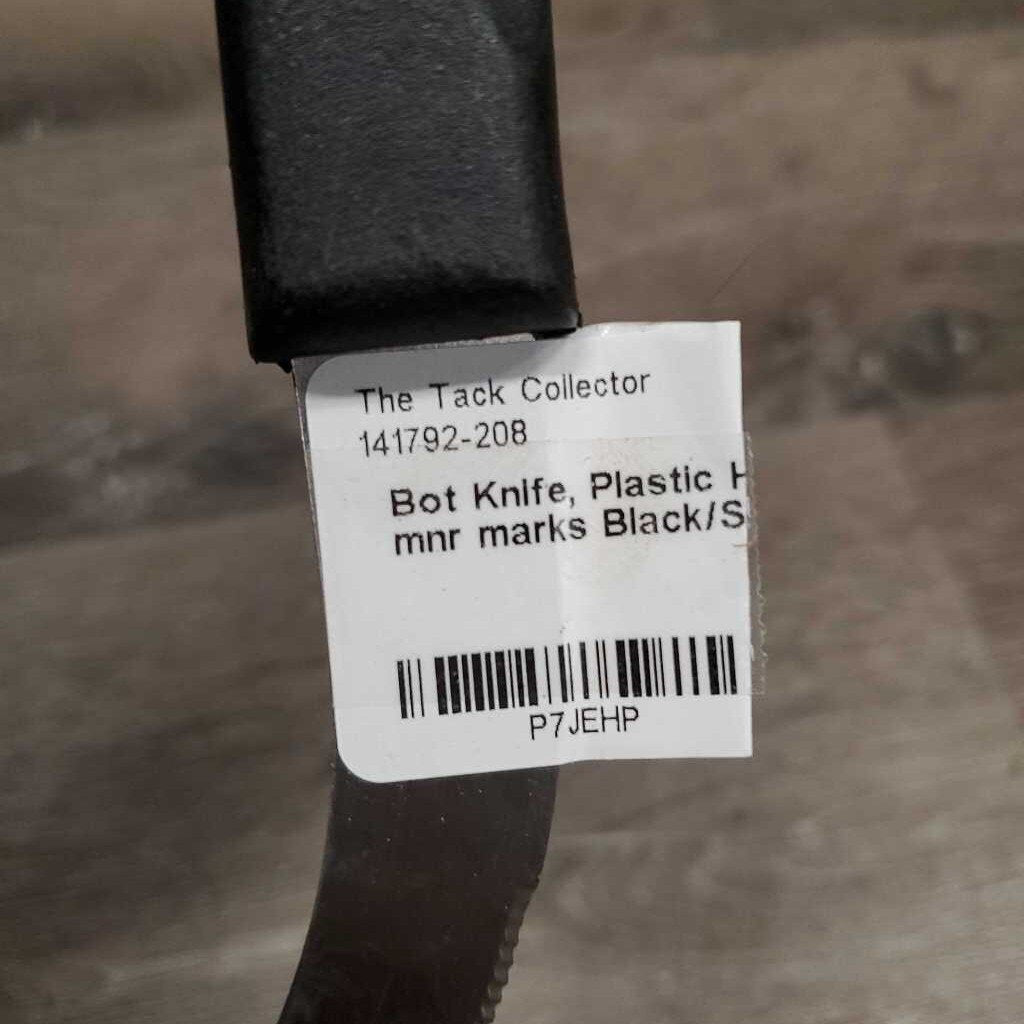 The Tack Collector
141792-208
Bot Knife, Plastic H
mnr marks Black/S
P7JEHP